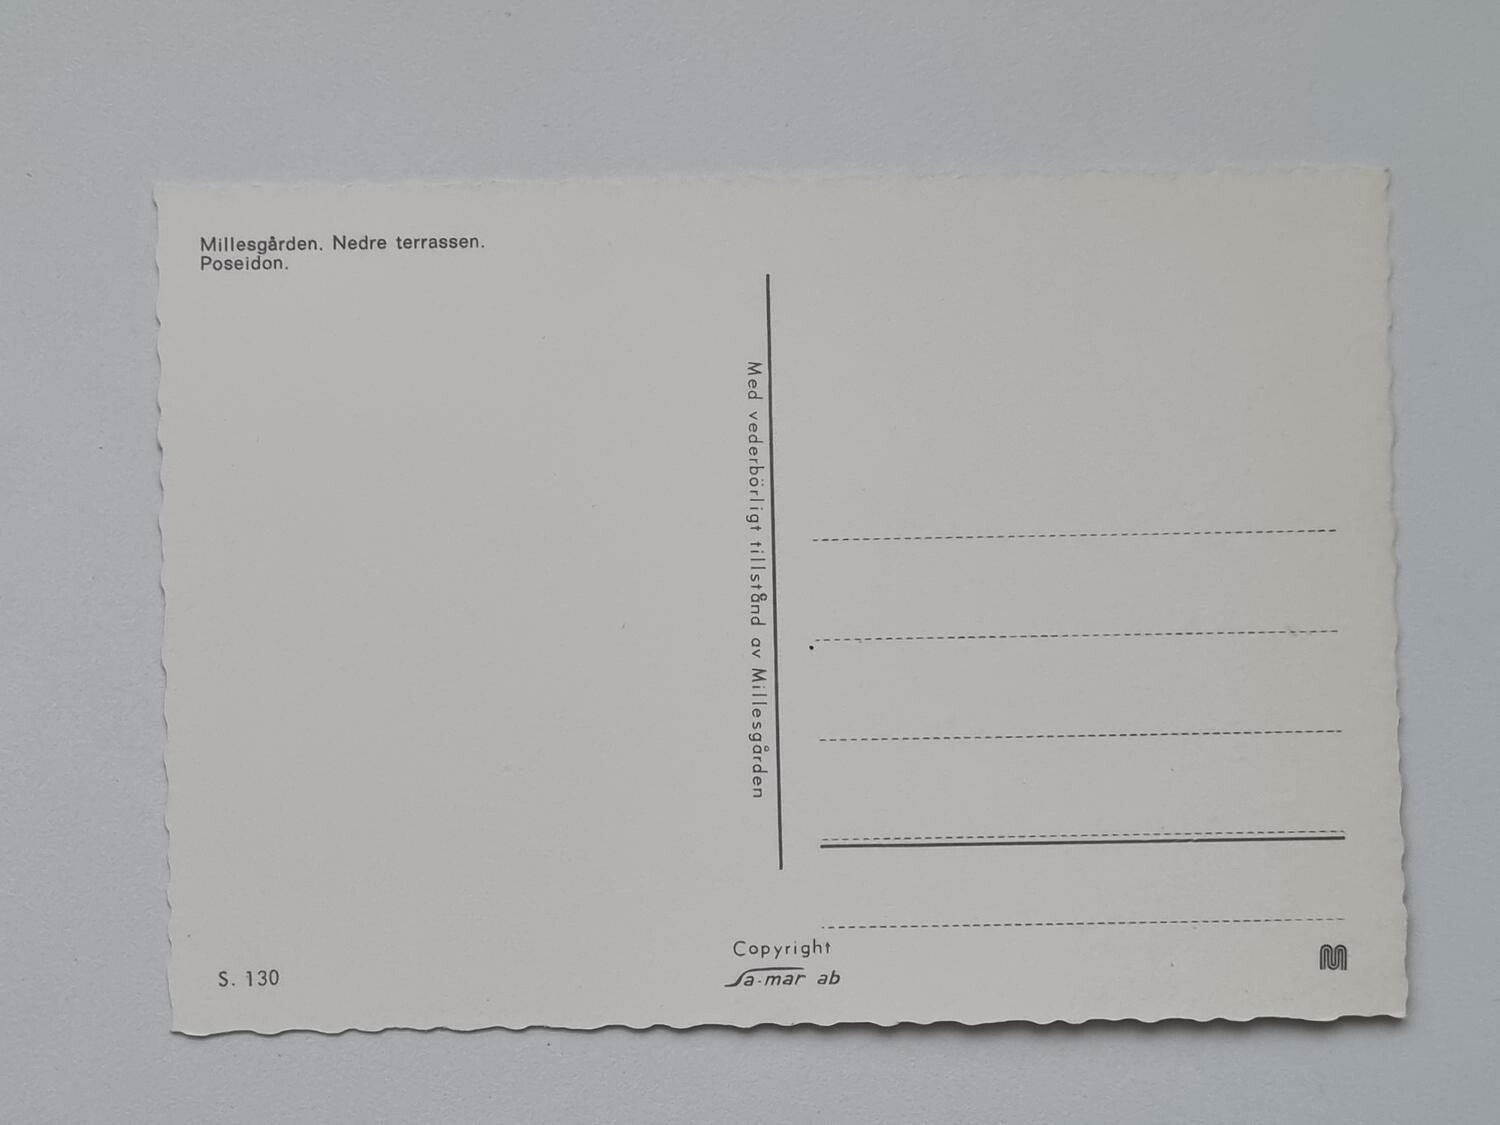 Millesgården. Nedre terrassen.
Poseidon.
Med vederbörligt tillstånd av Millesgården
Copyright
Sa-mar ab
S. 130
M